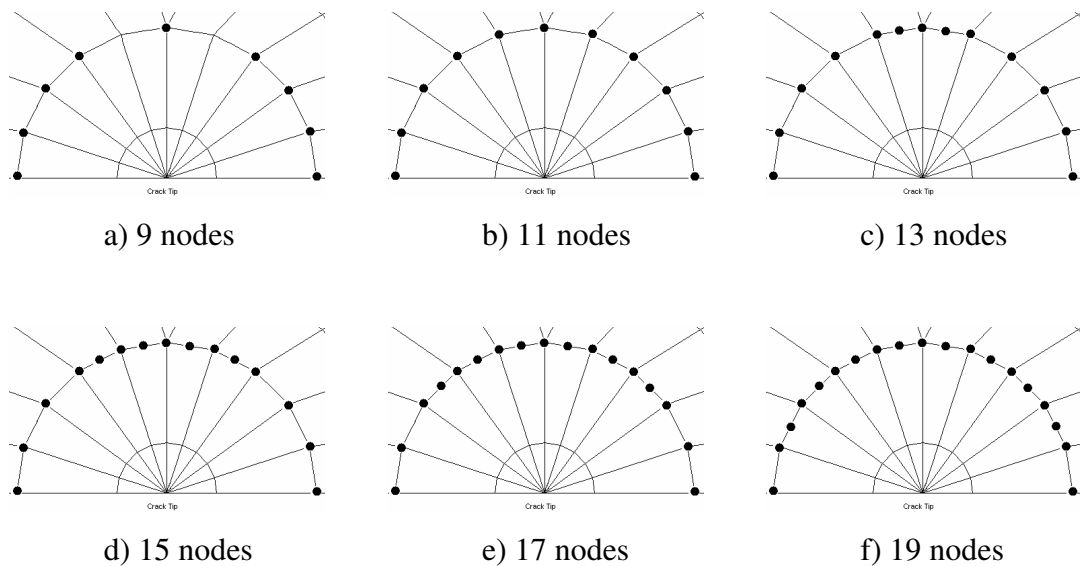 Crack Tip
Crack Tip
Crack Tip
a) 9 nodes
b) 11 nodes
c) 13 nodes
Crack Tip
Crack Tip
Crack Tip
d) 15 nodes
e) 17 nodes
f) 19 nodes